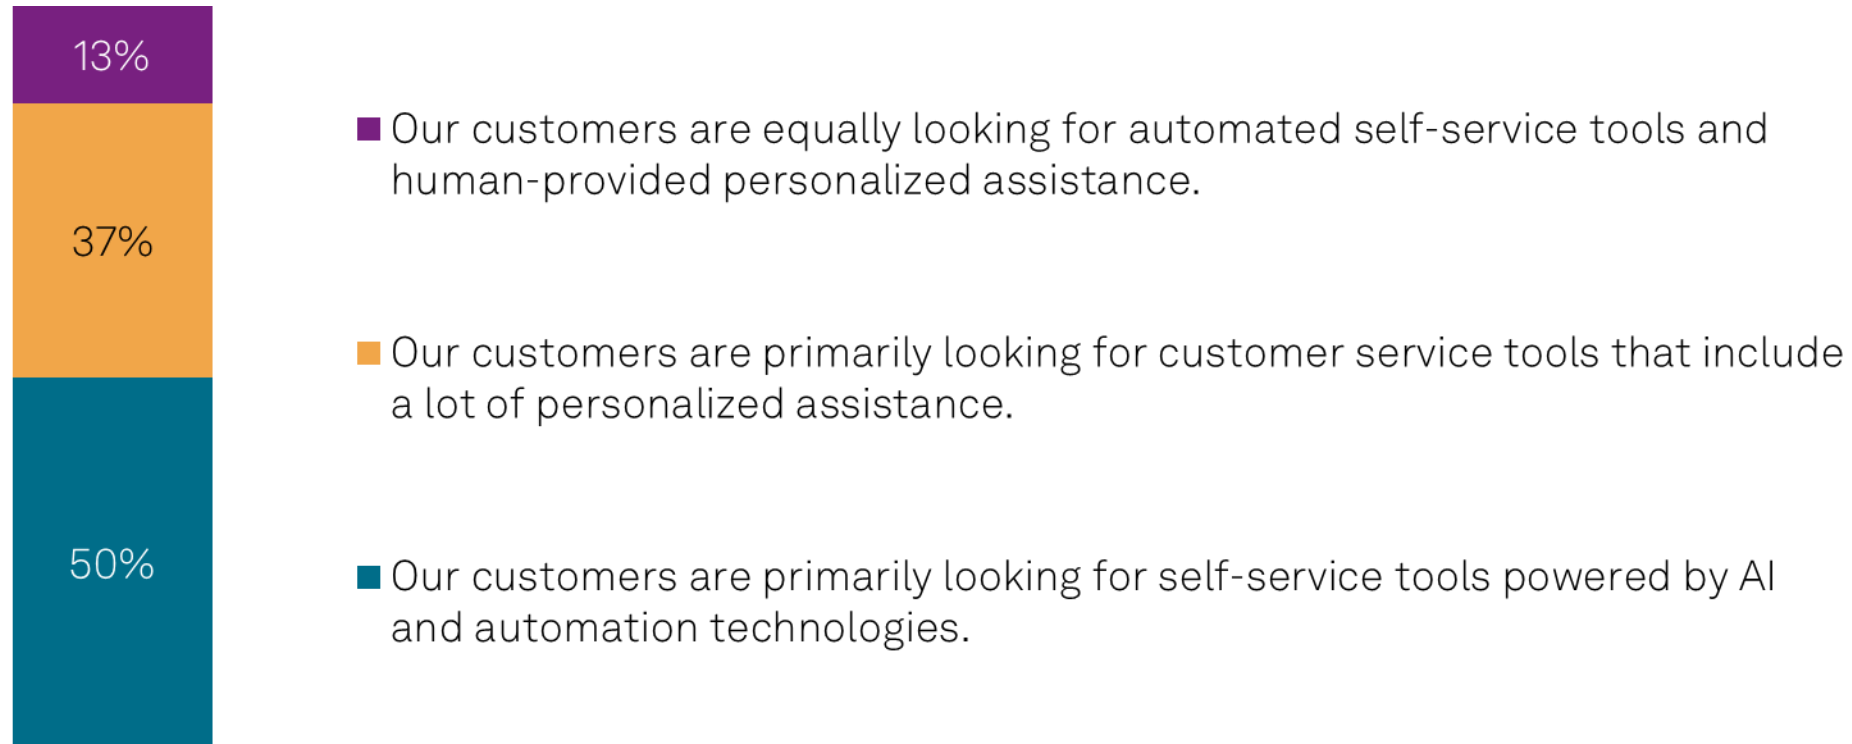 13%
37%
50%
Our customers are equally looking for automated self-service tools and
human-provided personalized assistance.
Our customers are primarily looking for customer service tools that include
a lot of personalized assistance.
Our customers are primarily looking for self-service tools powered by AI
and automation technologies.